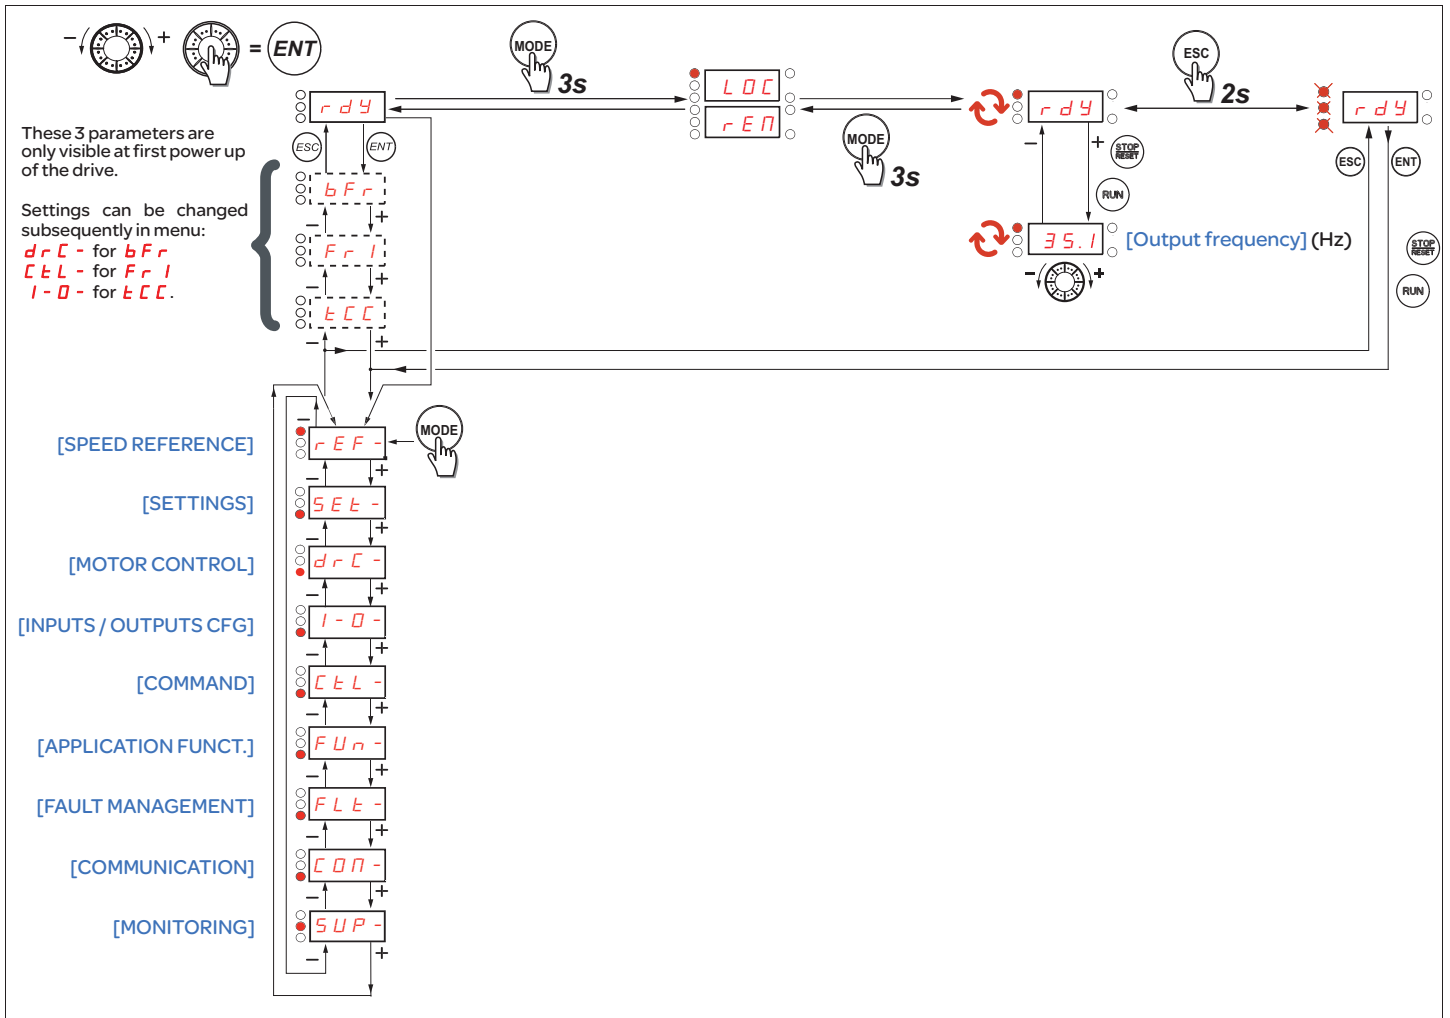 − + = ENT
MODE
3s
ESC
2s
rdY
LOC
rEM
rdY
rdY
MODE
3s
These 3 parameters are
only visible at first power up
of the drive.
ESC ENT
− + STOP
RESET
RUN
ESC ENT
bFr
− +
Settings can be changed
subsequently in menu:
drC- for bFr
CtL- for Fr1
I-O- for tCC.
Fr1
− +
tCC
− +
35.1 [Output frequency] (Hz)
− +
STOP
RESET
RUN
−
MODE
[SPEED REFERENCE] rEF-
− +
[SETTINGS] SEt-
− +
[MOTOR CONTROL] drC-
− +
[INPUTS / OUTPUTS CFG] I-O-
− +
[COMMAND] CtL-
− +
[APPLICATION FUNCT.] FUn-
− +
[FAULT MANAGEMENT] FLt-
− +
[COMMUNICATION] COM-
− +
[MONITORING] SUP-
− +